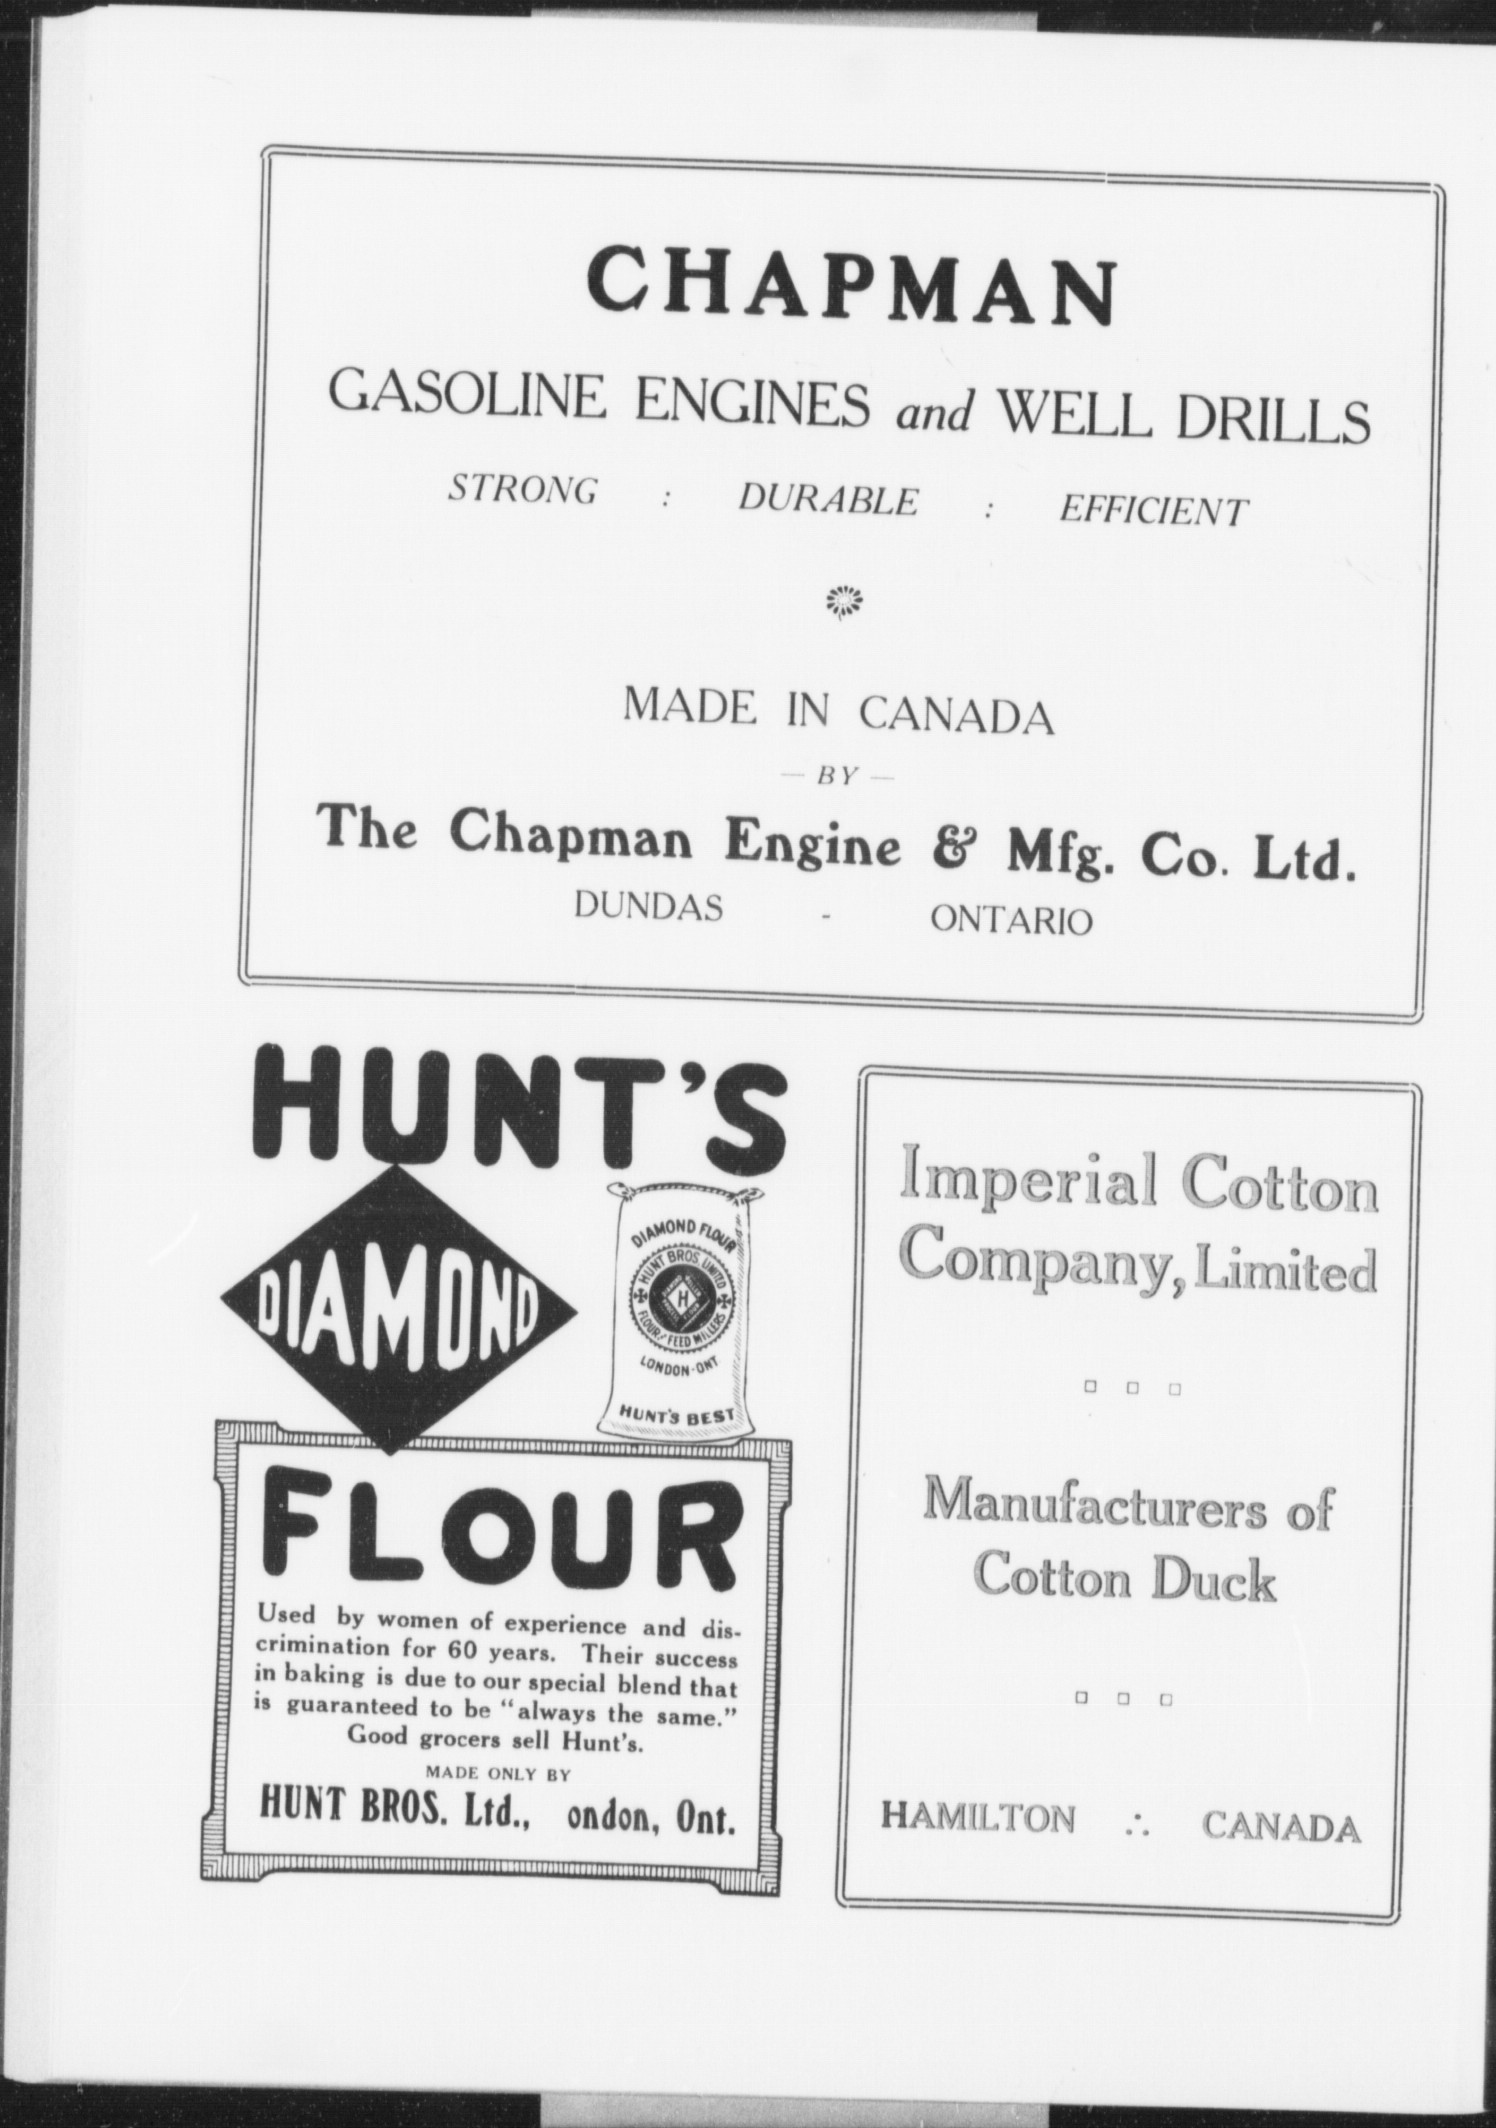 CHAPMAN
GASOLINE ENGINES and WELL DRILLS
STRONG : DURABLE : EFFICIENT
MADE IN CANADA
— BY —
The Chapman Engine & Mfg. Co. Ltd.
DUNDAS - ONTARIO
HUNT'S
DIAMOND
DIAMOND FLOUR
HUNT BROS. LIMITED
H
FLOUR FEED MILLERS
LONDON-ONT
HUNT'S BEST
FLOUR
Used by women of experience and dis-
crimination for 60 years. Their success
in baking is due to our special blend that
is guaranteed to be "always the same."
Good grocers sell Hunt's.
MADE ONLY BY
HUNT BROS. Ltd., ondon, Ont.
Imperial Cotton
Company, Limited
Manufacturers of
Cotton Duck
HAMILTON ∴ CANADA